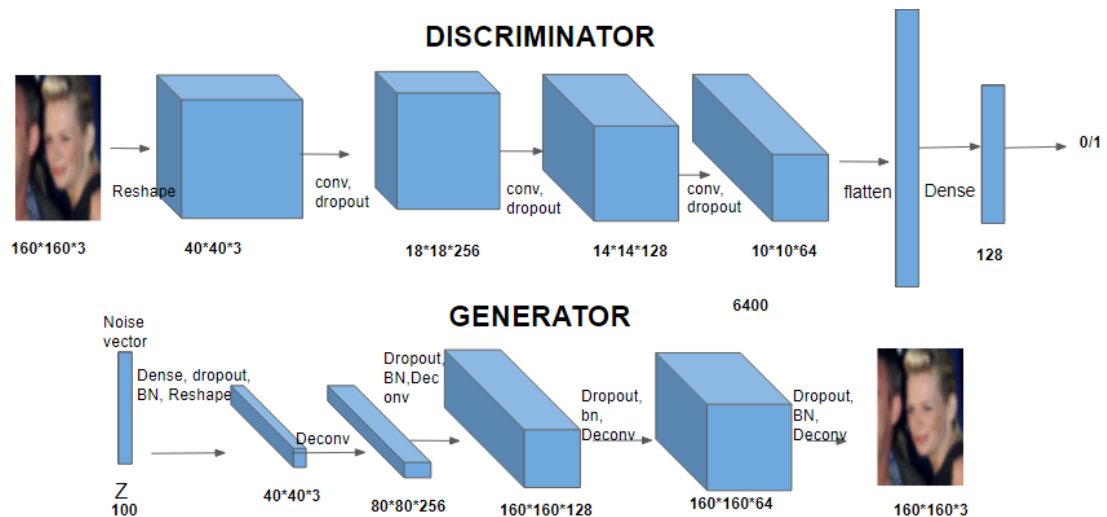 DISCRIMINATOR
Reshape
conv,
dropout
conv,
dropout
conv,
dropout
flatten
Dense
0/1
160*160*3
40*40*3
18*18*256
14*14*128
10*10*64
128
6400
GENERATOR
Noise
vector
Dense, dropout,
BN, Reshape
Deconv
Dropout,
BN,Dec
onv
Dropout,
bn,
Deconv
Dropout,
BN,
Deconv
Z
100
40*40*3
80*80*256
160*160*128
160*160*64
160*160*3